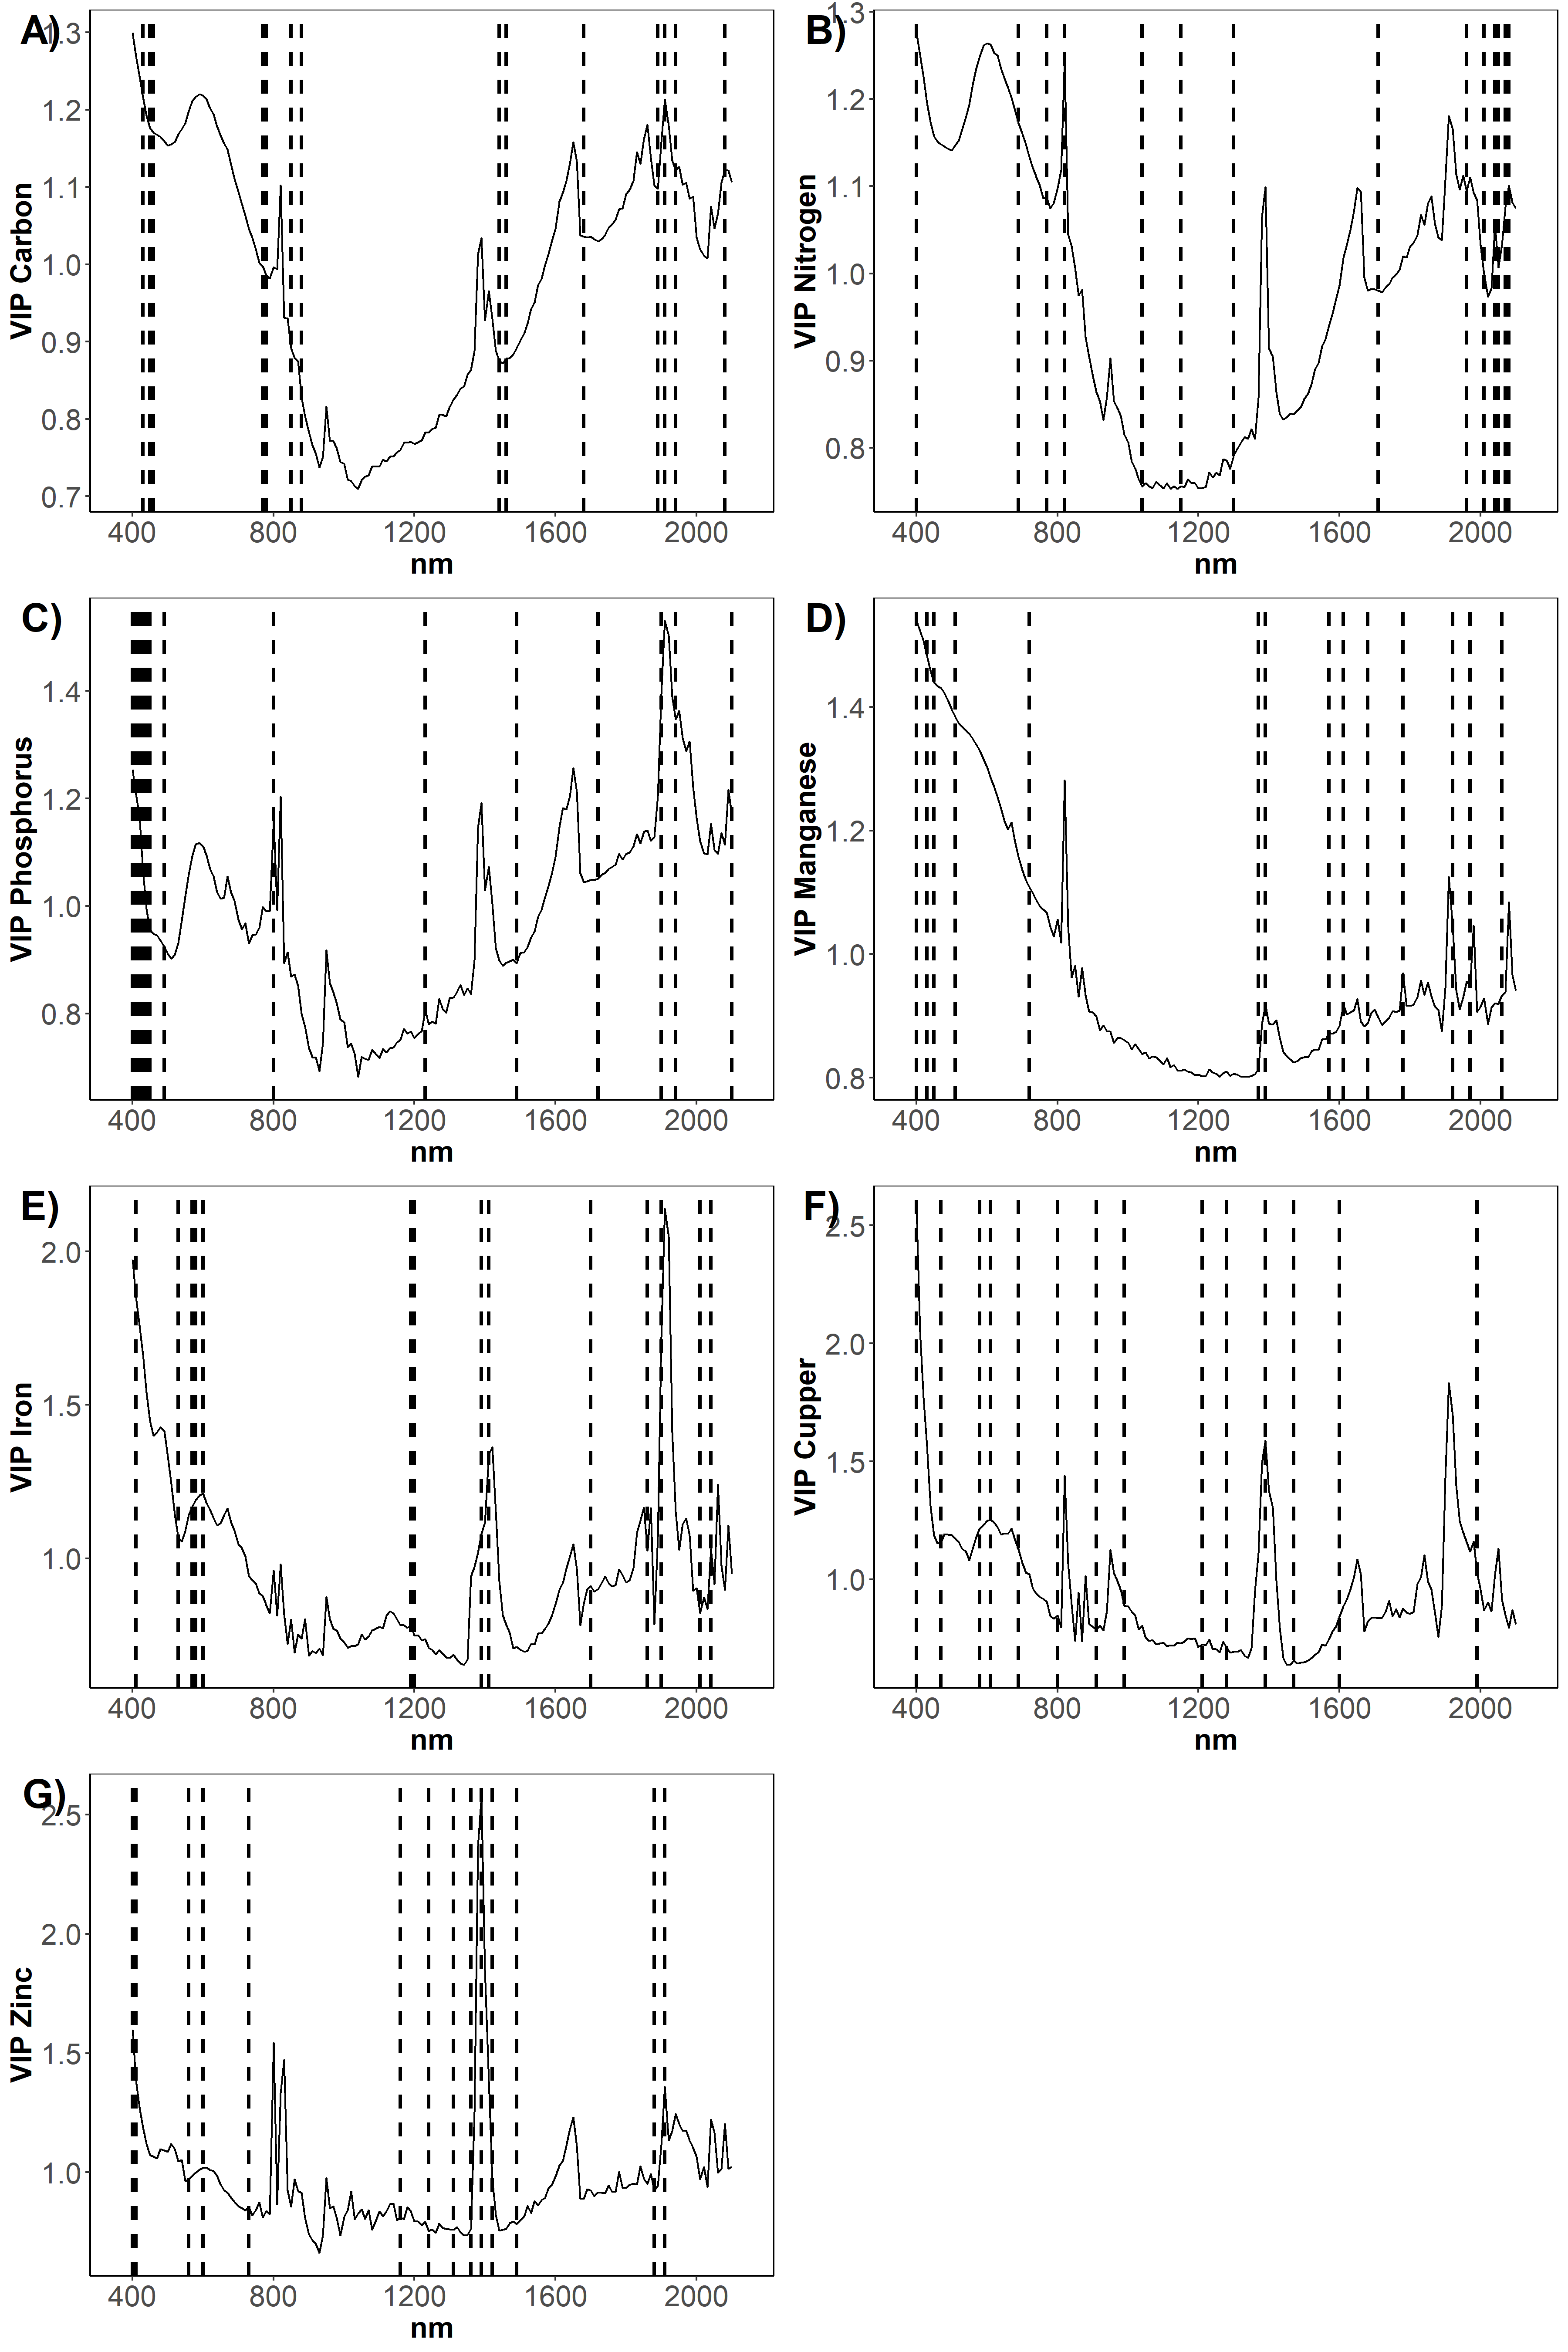 A)
1.3
1.2
1.1
1.0
0.9
0.8
0.7
VIP Carbon
400 800 1200 1600 2000
nm
B)
1.3
1.2
1.1
1.0
0.9
0.8
VIP Nitrogen
400 800 1200 1600 2000
nm
C)
1.4
1.2
1.0
0.8
VIP Phosphorus
400 800 1200 1600 2000
nm
D)
1.4
1.2
1.0
0.8
VIP Manganese
400 800 1200 1600 2000
nm
E)
2.0
1.5
1.0
VIP Iron
400 800 1200 1600 2000
nm
F)
2.5
2.0
1.5
1.0
VIP Cupper
400 800 1200 1600 2000
nm
G)
2.5
2.0
1.5
1.0
VIP Zinc
400 800 1200 1600 2000
nm